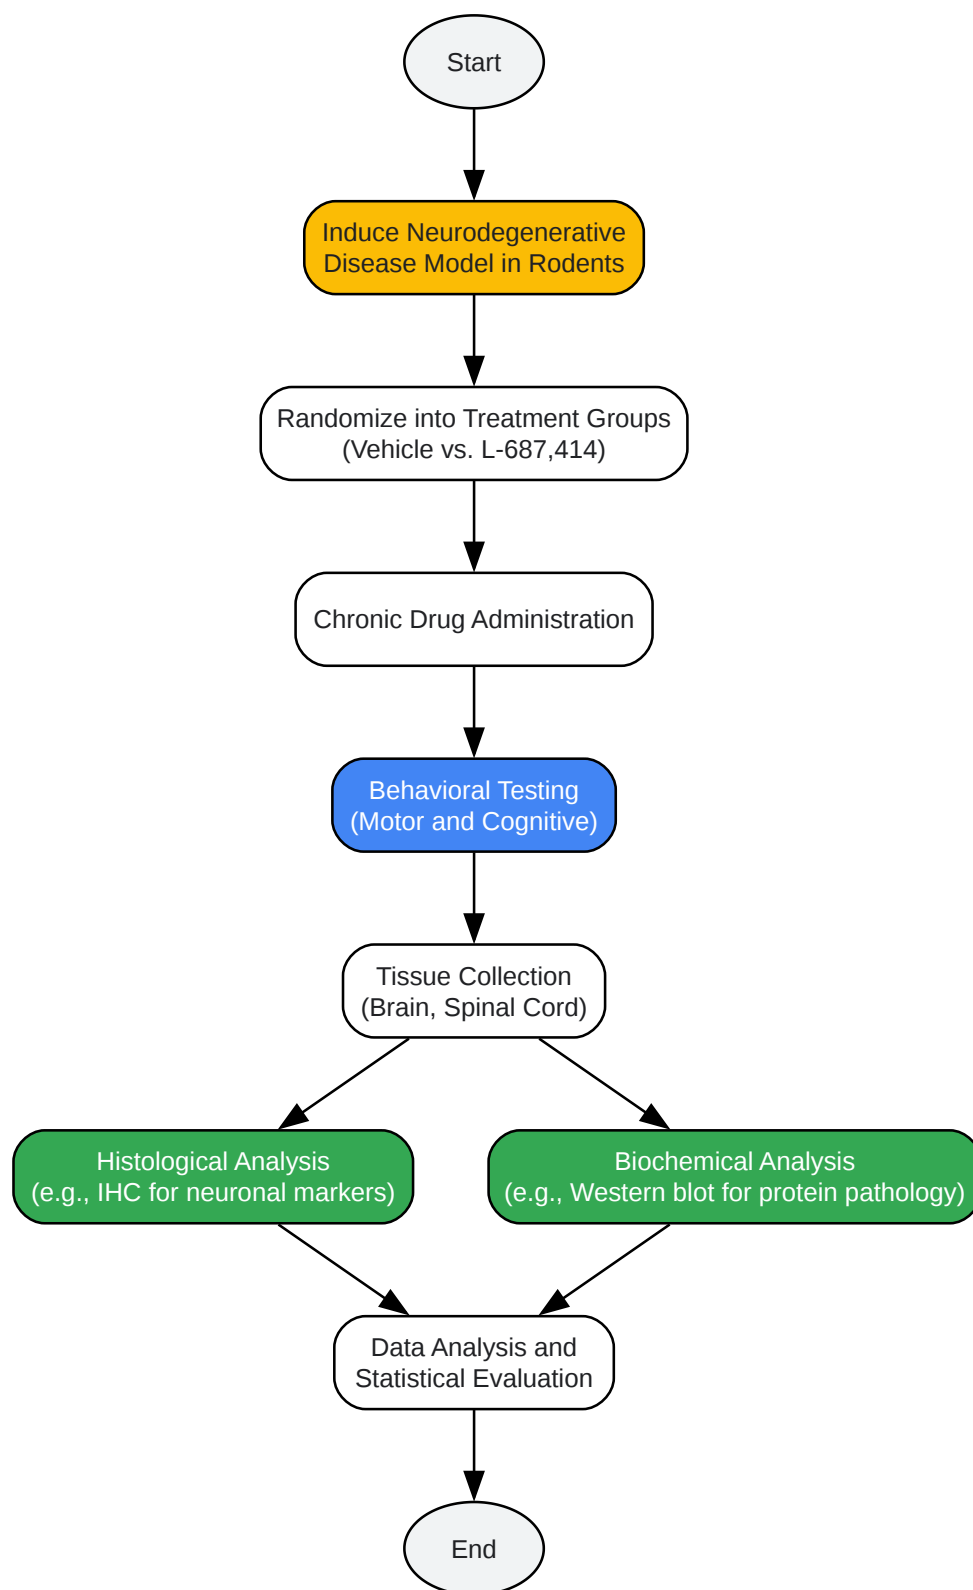 Start
Induce Neurodegenerative
Disease Model in Rodents
Randomize into Treatment Groups
(Vehicle vs. L-687,414)
Chronic Drug Administration
Behavioral Testing
(Motor and Cognitive)
Tissue Collection
(Brain, Spinal Cord)
Histological Analysis
(e.g., IHC for neuronal markers)
Biochemical Analysis
(e.g., Western blot for protein pathology)
Data Analysis and
Statistical Evaluation
End